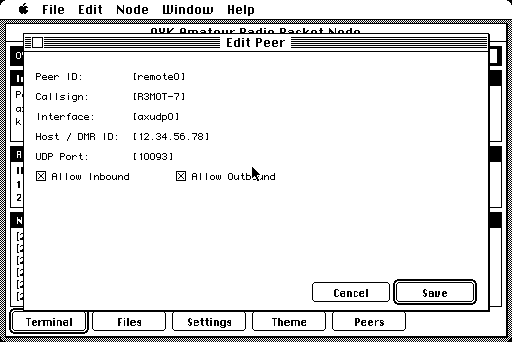 File Edit Node Window Help
OVK Amateur Radio Packet Node
Edit Peer
Peer ID: [remote0]
Callsign: [R3M0T-7]
Interface: [axudp0]
Host / DMR ID: [12.34.56.78]
UDP Port: [10093]
Allow Inbound Allow Outbound
Cancel Save
Terminal Files Settings Theme Peers